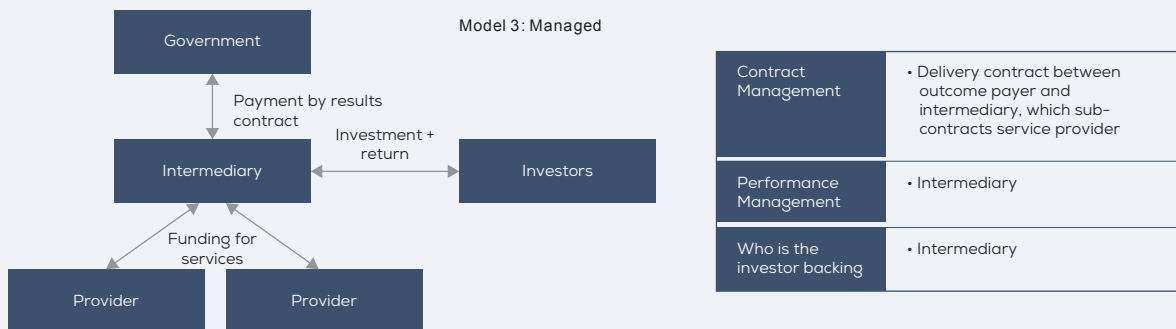 Model 3: Managed
Government
Payment by results
contract
Investment +
return
Intermediary
Investors
Funding for
services
Provider
Provider
Contract
Management
• Delivery contract between
outcome payer and
intermediary, which sub-
contracts service provider
Performance
Management
• Intermediary
Who is the
investor backing
• Intermediary